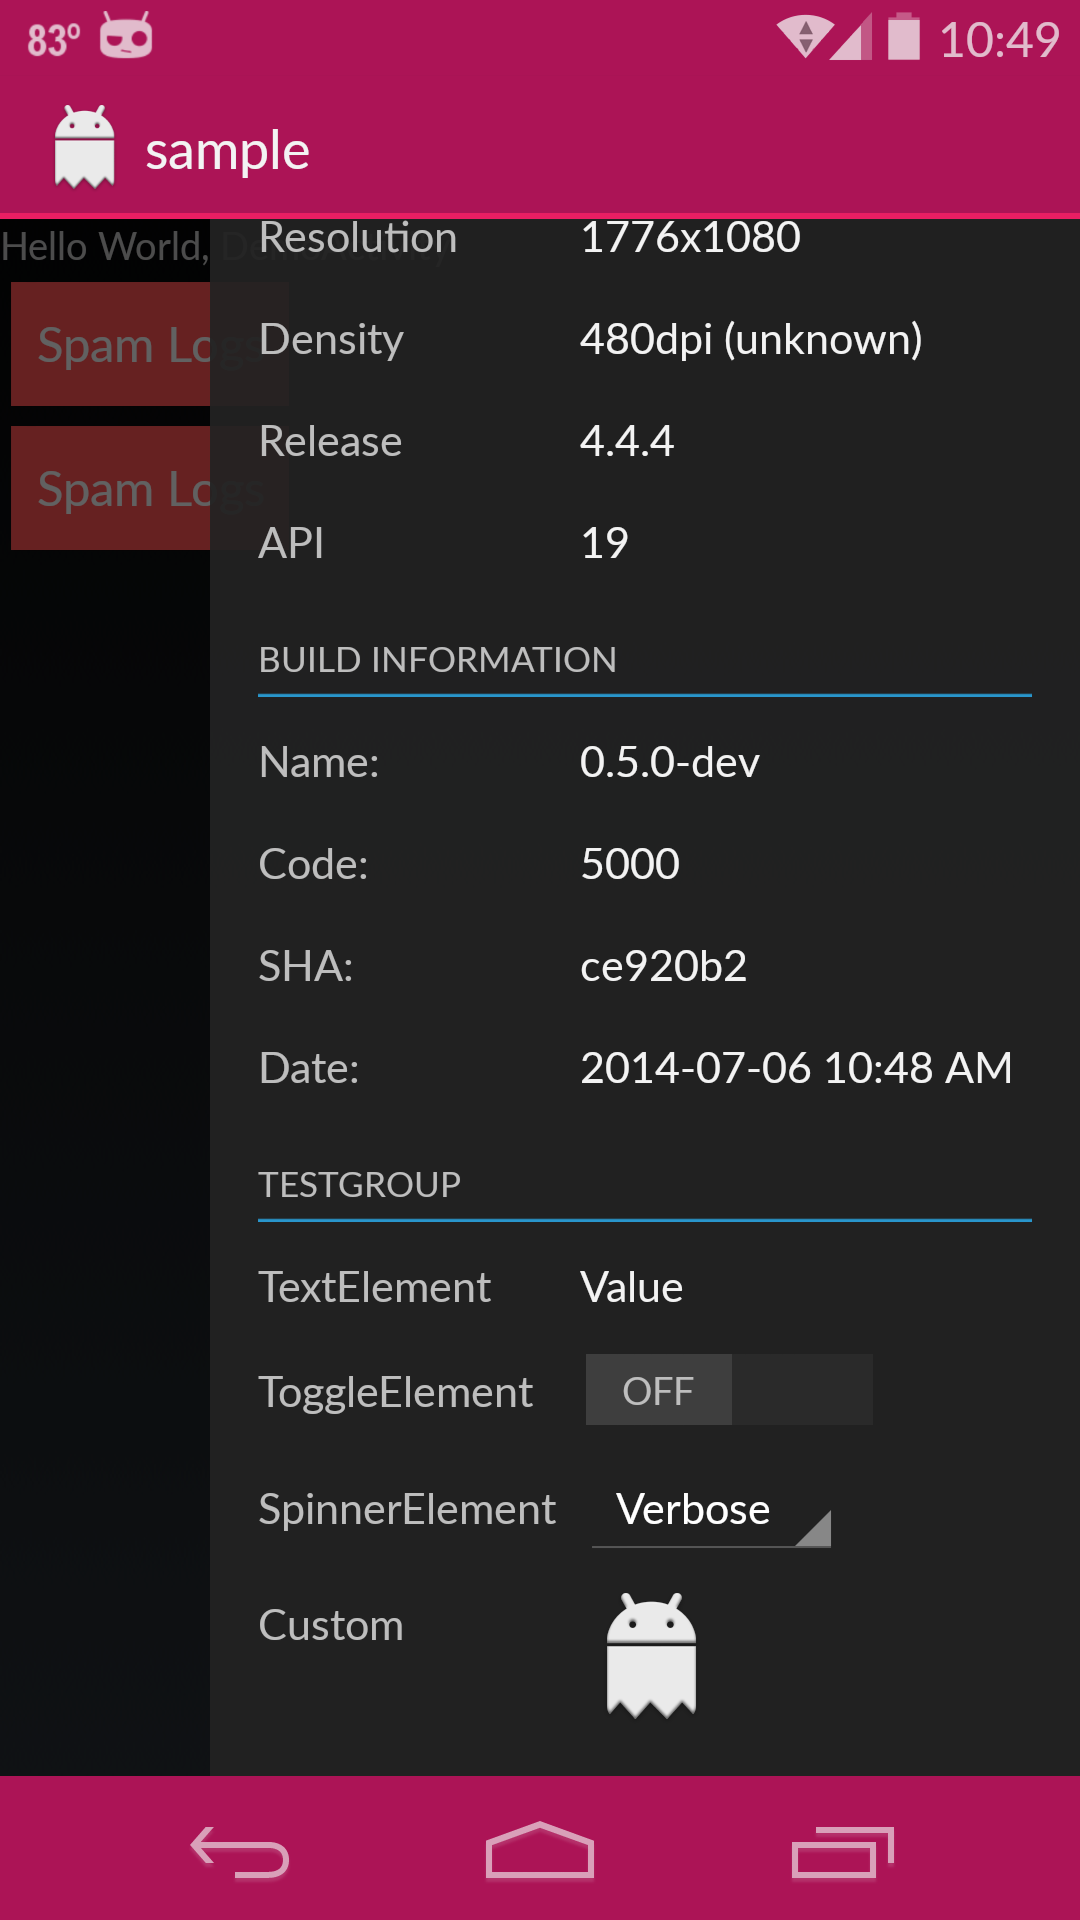 83º 10:49
sample
Hello World, DemoActivity
Resolution 1776x1080
Spam Logs
Density 480dpi (unknown)
Release 4.4.4
Spam Logs
API 19
BUILD INFORMATION
Name: 0.5.0-dev
Code: 5000
SHA: ce920b2
Date: 2014-07-06 10:48 AM
TESTGROUP
TextElement Value
ToggleElement OFF
SpinnerElement Verbose
Custom